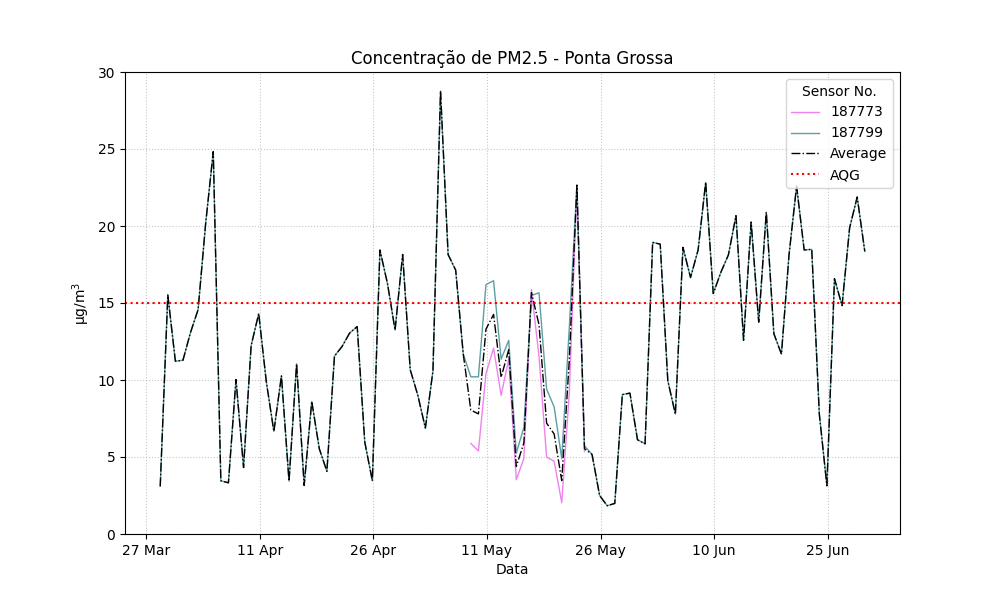 Concentração de PM2.5 - Ponta Grossa
30
25
20
15
10
5
0
µg/m³
Sensor No.
187773
187799
Average
AQG
27 Mar
11 Apr
26 Apr
11 May
26 May
10 Jun
25 Jun
Data